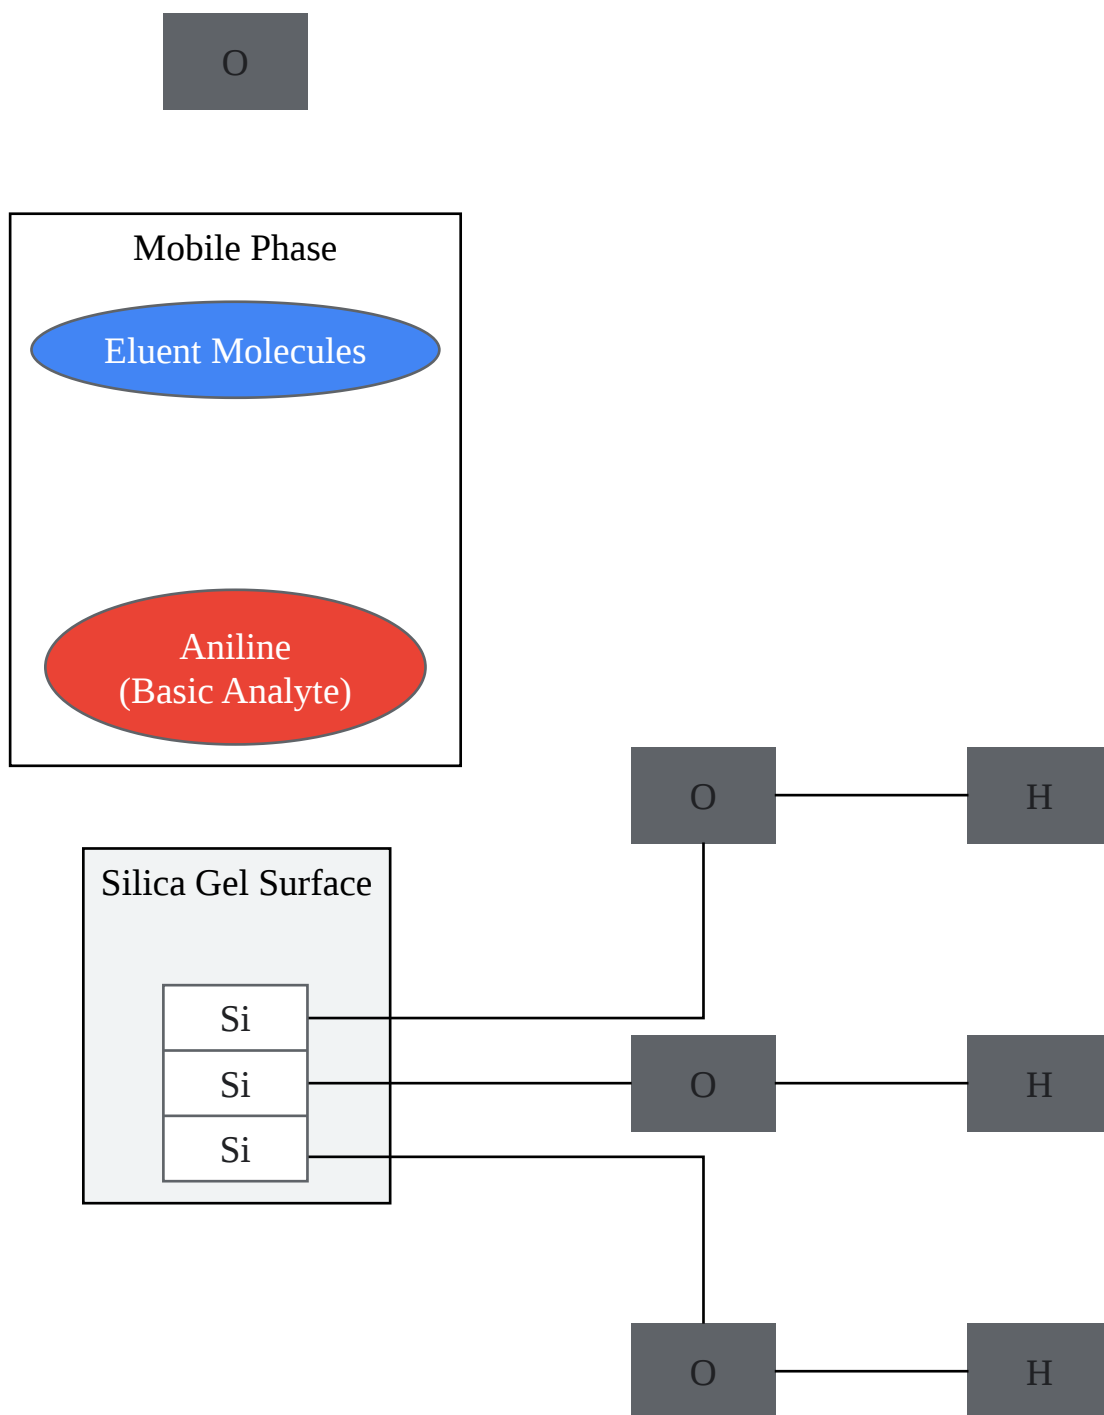 O
Mobile Phase
Eluent Molecules
Aniline
(Basic Analyte)
O H
Silica Gel Surface
Si
Si O H
Si
O H